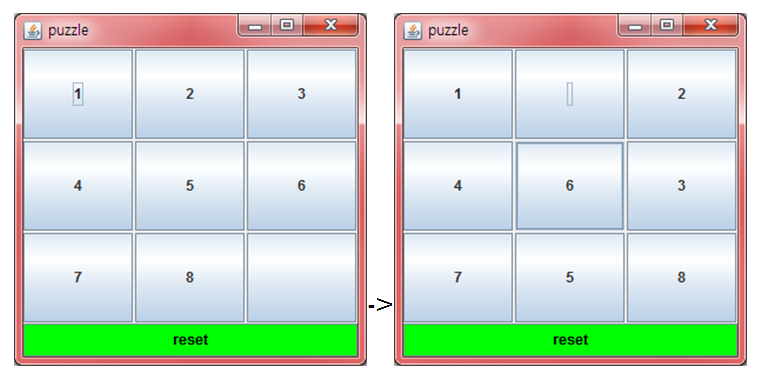 puzzle
1 2 3
4 5 6
7 8
reset
->
puzzle
1 2
4 6 3
7 5 8
reset